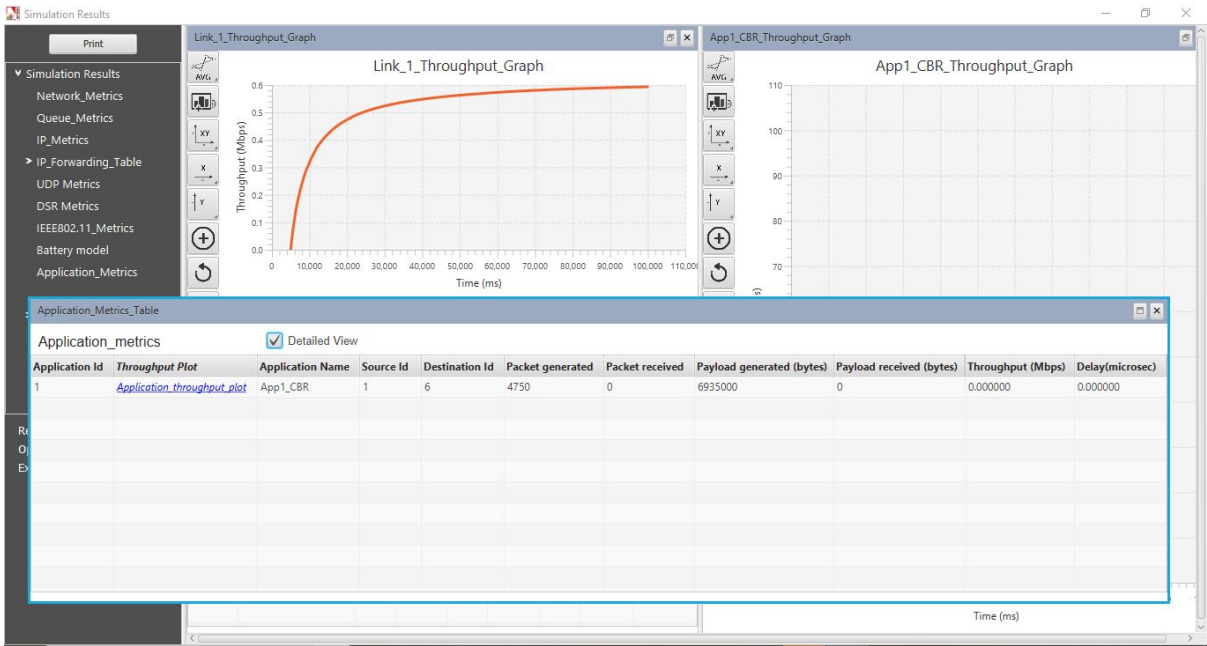 Simulation Results
Print
Simulation Results
Network_Metrics
Queue_Metrics
IP_Metrics
IP_Forwarding_Table
UDP Metrics
DSR Metrics
IEEE802.11_Metrics
Battery model
Application_Metrics
Link_1_Throughput_Graph
AVG
XY
X
Y
Link_1_Throughput_Graph
Throughput (Mbps)
0.6
0.5
0.4
0.3
0.2
0.1
0.0
0 10,000 20,000 30,000 40,000 50,000 60,000 70,000 80,000 90,000 100,000 110,00
Time (ms)
App1_CBR_Throughput_Graph
AVG
XY
X
Y
App1_CBR_Throughput_Graph
110
100
90
80
70
Application_Metrics_Table
Application_metrics Detailed View
Application Id Throughput Plot Application Name Source Id Destination Id Packet generated Packet received Payload generated (bytes) Payload received (bytes) Throughput (Mbps) Delay(microsec)
1 Application_throughput_plot App1_CBR 1 6 4750 0 6935000 0 0.000000 0.000000
Time (ms)